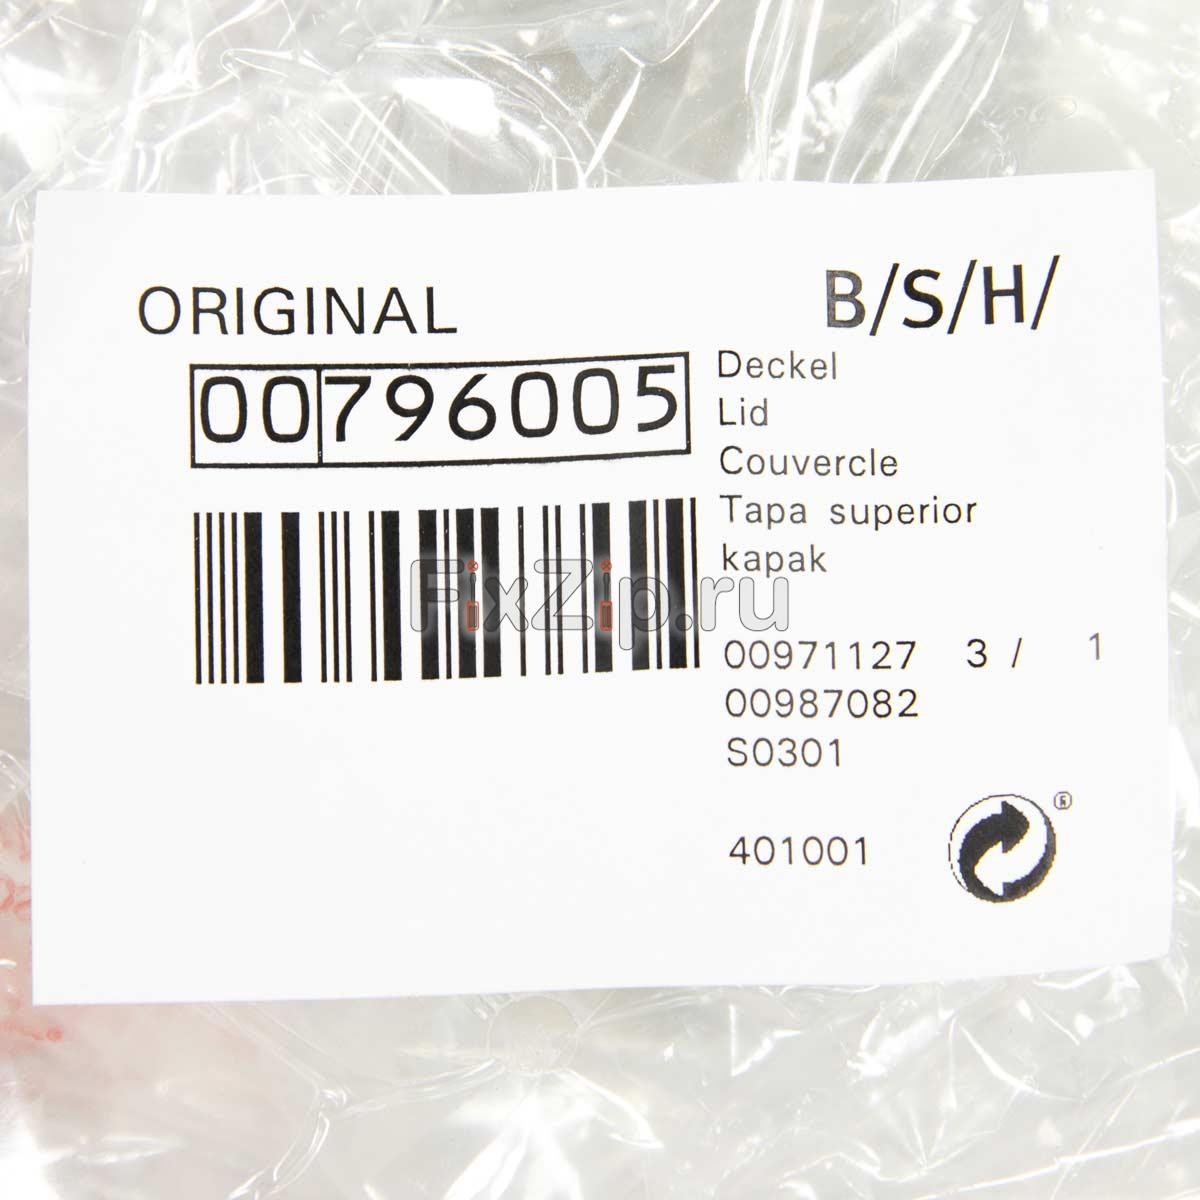 ORIGINAL
B/S/H/
00796005
Deckel
Lid
Couvercle
Tapa superior
kapak
FixZip.ru
00971127 3 / 1
00987082
S0301
401001
®